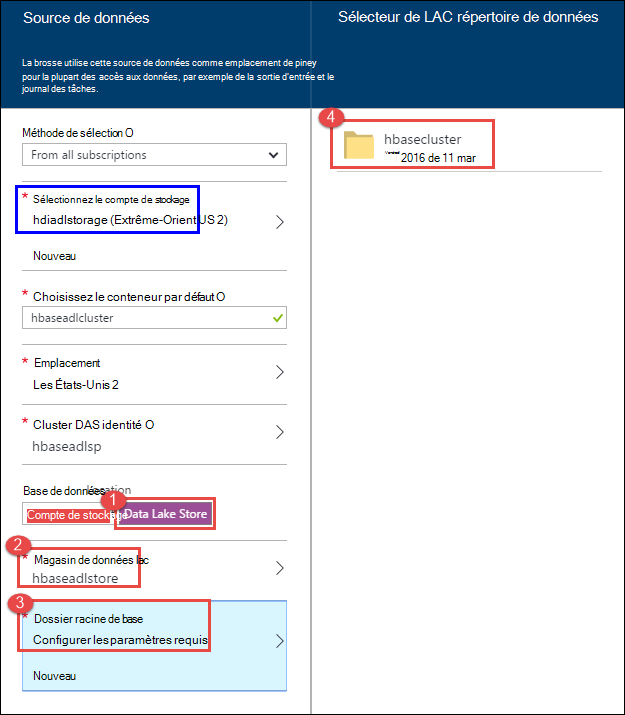 Source de données
La brosse utilise cette source de données comme emplacement de piney
pour la plupart des accès aux données, par exemple de la sortie d'entrée et le
journal des tâches.
Méthode de sélection O
From all subscriptions
* Sélectionnez le compte de stockage
hdiadlstorage (Extrême-Orient US 2)
Nouveau
* Choisissez le conteneur par défaut O
hbaseadlcluster
* Emplacement
Les États-Unis 2
* Cluster DAS identité O
hbaseadlsp
Base de données location
1
Compte de stockage Data Lake Store
2
* Magasin de données lac
hbaseadlstore
3
* Dossier racine de base
Configurer les paramètres requis
Nouveau
Sélecteur de LAC répertoire de données
4
hbasecluster
2016 de 11 mar